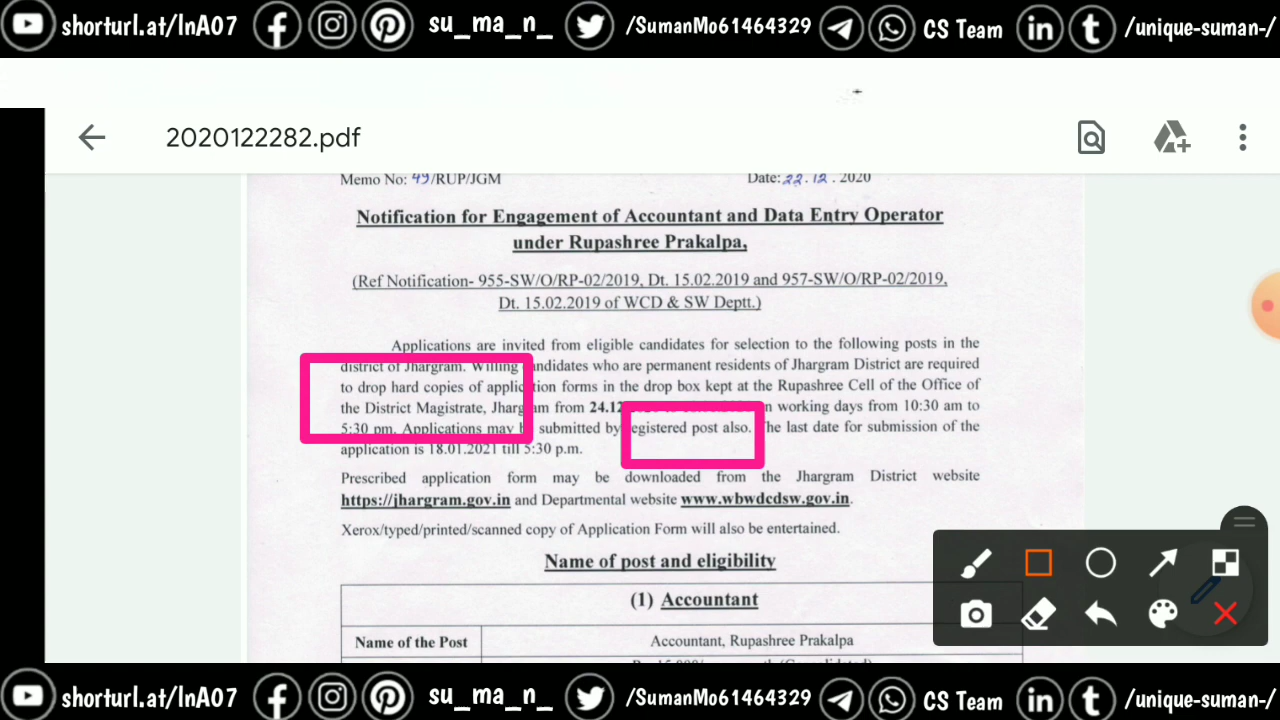 shorturl.at/lnA07 su_ma_n_ /SumanMo61464329 CS Team /unique-suman-/
2020122282.pdf
Memo No: 49/RUP/JGM Date: 22.12.2020
Notification for Engagement of Accountant and Data Entry Operator
under Rupashree Prakalpa,
(Ref Notification- 955-SW/O/RP-02/2019, Dt. 15.02.2019 and 957-SW/O/RP-02/2019,
Dt. 15.02.2019 of WCD & SW Deptt.)
Applications are invited from eligible candidates for selection to the following posts in the
district of Jhargram. Willing candidates who are permanent residents of Jhargram District are required
to drop hard copies of application forms in the drop box kept at the Rupashree Cell of the Office of
the District Magistrate, Jhargram from 24.12 on working days from 10:30 am to
5:30 pm. Applications may be submitted by registered post also. The last date for submission of the
application is 18.01.2021 till 5:30 p.m.
Prescribed application form may be downloaded from the Jhargram District website
https://jhargram.gov.in and Departmental website www.wbwdcdsw.gov.in.
Xerox/typed/printed/scanned copy of Application Form will also be entertained.
Name of post and eligibility
(1) Accountant
Name of the Post Accountant, Rupashree Prakalpa
shorturl.at/lnA07 su_ma_n_ /SumanMo61464329 CS Team /unique-suman-/